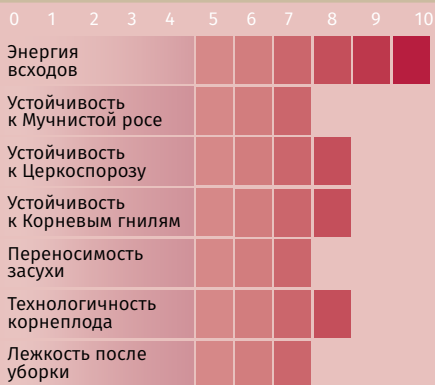 0 1 2 3 4 5 6 7 8 9 10
Энергия
всходов
Устойчивость
к Мучнистой росе
Устойчивость
к Церкоспорозу
Устойчивость
к Корневым гнилям
Переносимость
засухи
Технологичность
корнеплода
Лежкость после
уборки